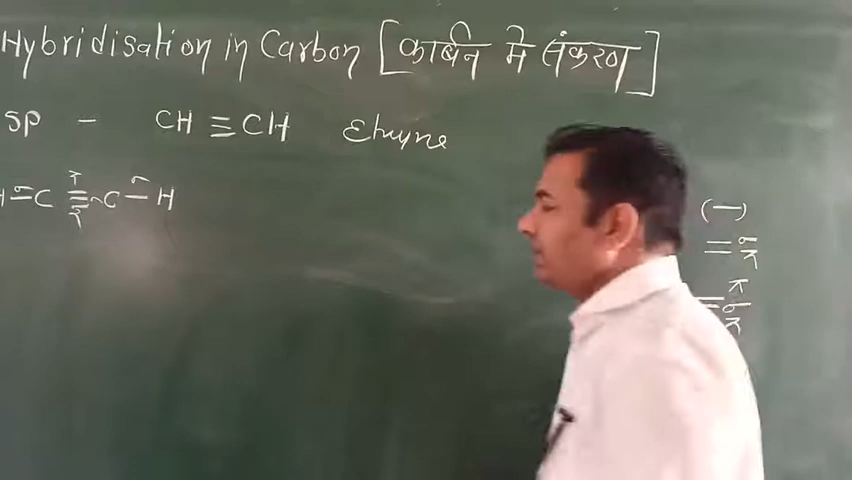 Hybridisation in Carbon [कार्बन मे संकरण]
sp - CH ≡ CH Ethyne
H - C ≡ C - H
σ π σ π σ
(—)
= σ π
≡ π σ π